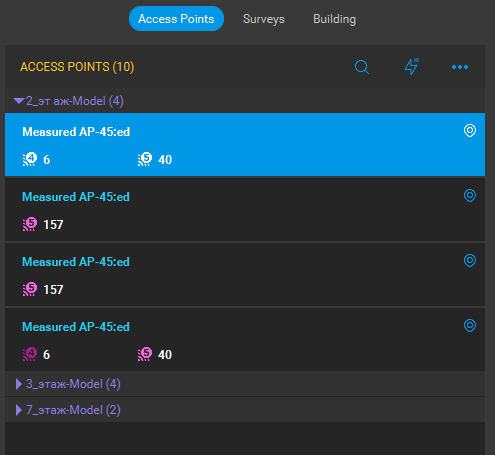 Access Points Surveys Building
ACCESS POINTS (10)
2_эт аж-Model (4)
Measured AP-45:ed
4 6 5 40
Measured AP-45:ed
5 157
Measured AP-45:ed
5 157
Measured AP-45:ed
4 6 5 40
3_этаж-Model (4)
7_этаж-Model (2)